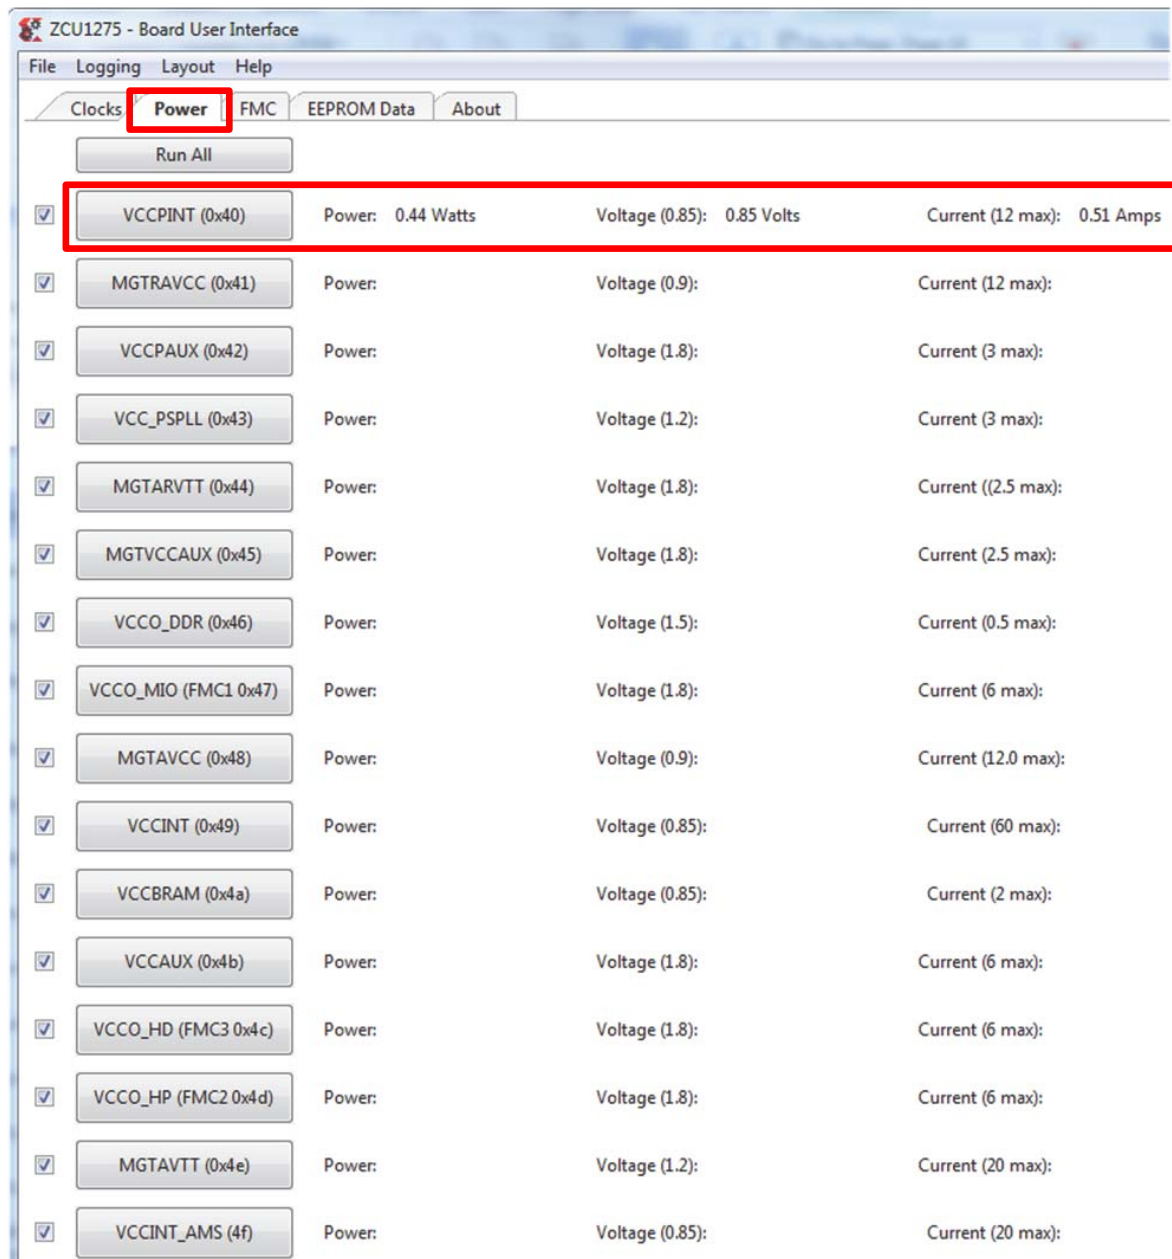 ZCU1275 - Board User Interface
File Logging Layout Help
Clocks Power FMC EEPROM Data About
Run All
VCCPINT (0x40) Power: 0.44 Watts Voltage (0.85): 0.85 Volts Current (12 max): 0.51 Amps
MGTRAVCC (0x41) Power: Voltage (0.9): Current (12 max):
VCCPAUX (0x42) Power: Voltage (1.8): Current (3 max):
VCC_PSPLL (0x43) Power: Voltage (1.2): Current (3 max):
MGTARVTT (0x44) Power: Voltage (1.8): Current ((2.5 max):
MGTVCCAUX (0x45) Power: Voltage (1.8): Current (2.5 max):
VCCO_DDR (0x46) Power: Voltage (1.5): Current (0.5 max):
VCCO_MIO (FMC1 0x47) Power: Voltage (1.8): Current (6 max):
MGTAVCC (0x48) Power: Voltage (0.9): Current (12.0 max):
VCCINT (0x49) Power: Voltage (0.85): Current (60 max):
VCCBRAM (0x4a) Power: Voltage (0.85): Current (2 max):
VCCAUX (0x4b) Power: Voltage (1.8): Current (6 max):
VCCO_HD (FMC3 0x4c) Power: Voltage (1.8): Current (6 max):
VCCO_HP (FMC2 0x4d) Power: Voltage (1.8): Current (6 max):
MGTAVTT (0x4e) Power: Voltage (1.2): Current (20 max):
VCCINT_AMS (4f) Power: Voltage (0.85): Current (20 max):